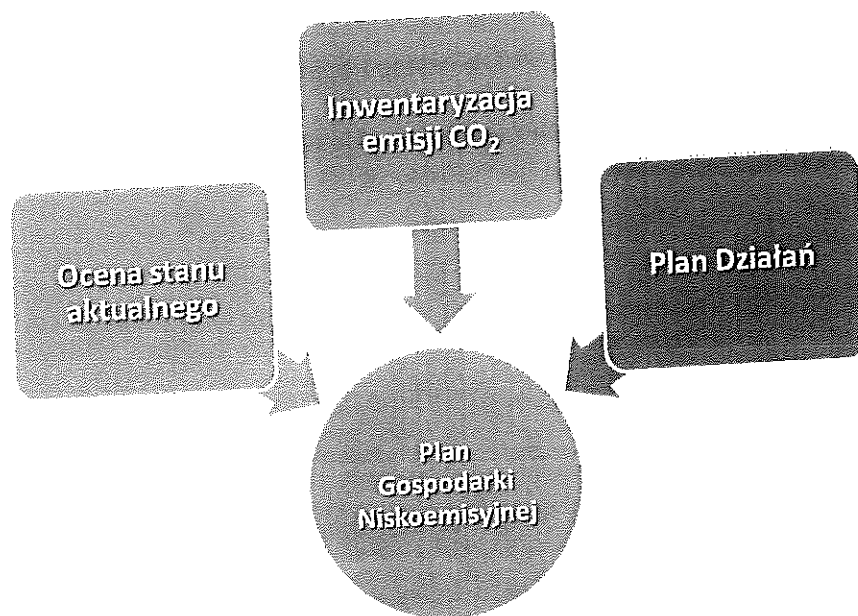 Inwentaryzacja
emisji CO₂
Ocena stanu
aktualnego
Plan Działań
Plan
Gospodarki
Niskoemisyjnej